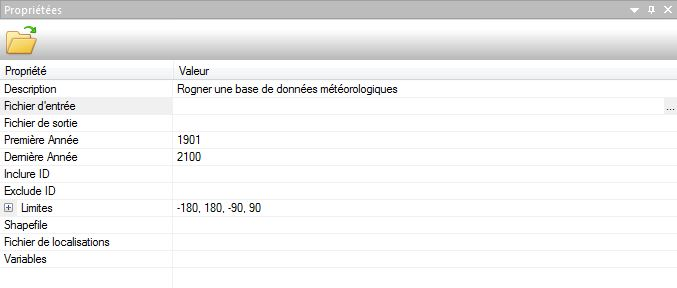 Propriétées
Propriété Valeur
Description Rogner une base de données météorologiques
Fichier d'entrée ...
Fichier de sortie
Première Année 1901
Dernière Année 2100
Inclure ID
Exclude ID
Limites -180, 180, -90, 90
Shapefile
Fichier de localisations
Variables